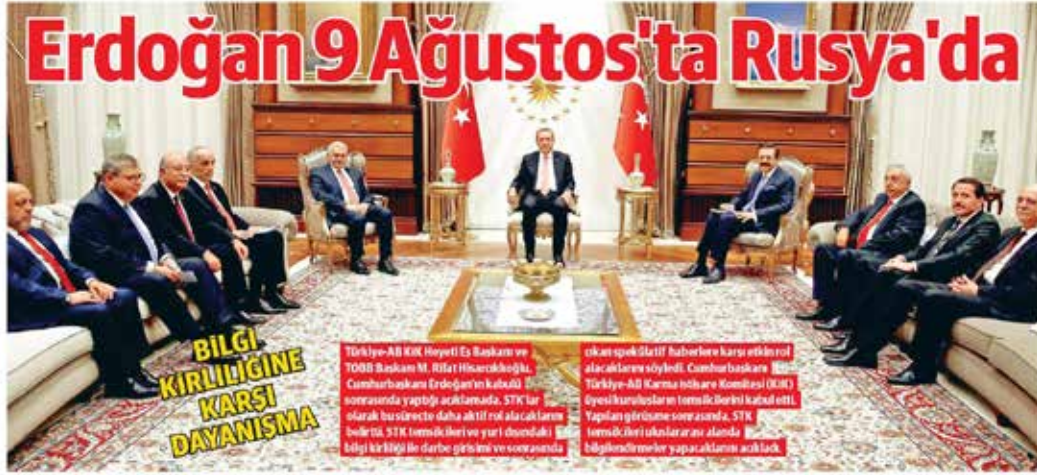 Erdoğan 9 Ağustos'ta Rusya'da
BİLGİ
KİRLİLİĞİNE
KARŞI
DAYANIŞMA
Türkiye-AB KİK Heyeti Eş Başkanı ve
TOBB Başkanı M. Rifat Hisarcıklıoğlu,
Cumhurbaşkanı Erdoğan'ın kabulü
sonrasında yaptığı açıklamada, STK'lar
olarak bu süreçte daha aktif rol alacaklarını
belirtti. STK temsilcileri ve yurt dışındaki
bilgi kirliliği ile darbe girişimi ve sonrasında
çıkan spekülatif haberlere karşı etkin rol
alacaklarını söyledi. Cumhurbaşkanı
Türkiye-AB Karma İstişare Komitesi (KİK)
üyesi kuruluşların temsilcilerini kabul etti.
Yapılan görüşme sonrasında, STK
temsilcileri uluslararası alanda
bilgilendirmeler yapacaklarını açıkladı.